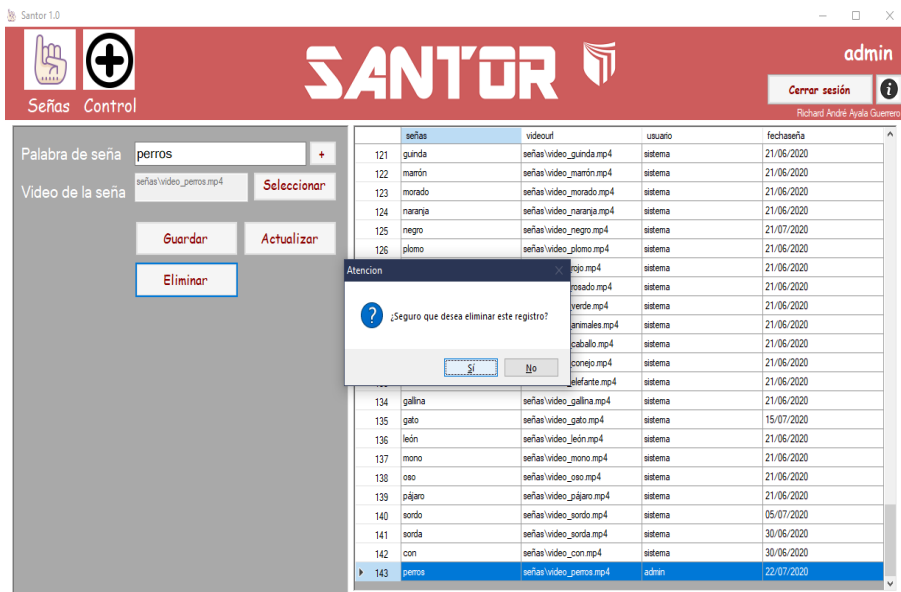 Santor 1.0
SANTOR
admin
Señas Control
Cerrar sesión
Richard André Ayala Guerrero
Palabra de seña perros +
Video de la seña señas\video_perros.mp4 Seleccionar
Guardar Actualizar
Eliminar
señas videourl usuario fechaseña
121 guinda señas\video_guinda.mp4 sistema 21/06/2020
122 marrón señas\video_marrón.mp4 sistema 21/06/2020
123 morado señas\video_morado.mp4 sistema 21/06/2020
124 naranja señas\video_naranja.mp4 sistema 21/06/2020
125 negro señas\video_negro.mp4 sistema 21/07/2020
126 plomo señas\video_plomo.mp4 sistema 21/06/2020
rojo.mp4 sistema 21/06/2020
rosado.mp4 sistema 21/06/2020
verde.mp4 sistema 21/06/2020
animales.mp4 sistema 21/06/2020
caballo.mp4 sistema 21/06/2020
conejo.mp4 sistema 21/06/2020
elefante.mp4 sistema 21/06/2020
Atencion
¿Seguro que desea eliminar este registro?
Sí No
134 gallina señas\video_gallina.mp4 sistema 21/06/2020
135 gato señas\video_gato.mp4 sistema 15/07/2020
136 león señas\video_león.mp4 sistema 21/06/2020
137 mono señas\video_mono.mp4 sistema 21/06/2020
138 oso señas\video_oso.mp4 sistema 21/06/2020
139 pájaro señas\video_pájaro.mp4 sistema 21/06/2020
140 sordo señas\video_sordo.mp4 sistema 05/07/2020
141 sorda señas\video_sorda.mp4 sistema 30/06/2020
142 con señas\video_con.mp4 sistema 30/06/2020
143 perros señas\video_perros.mp4 admin 22/07/2020